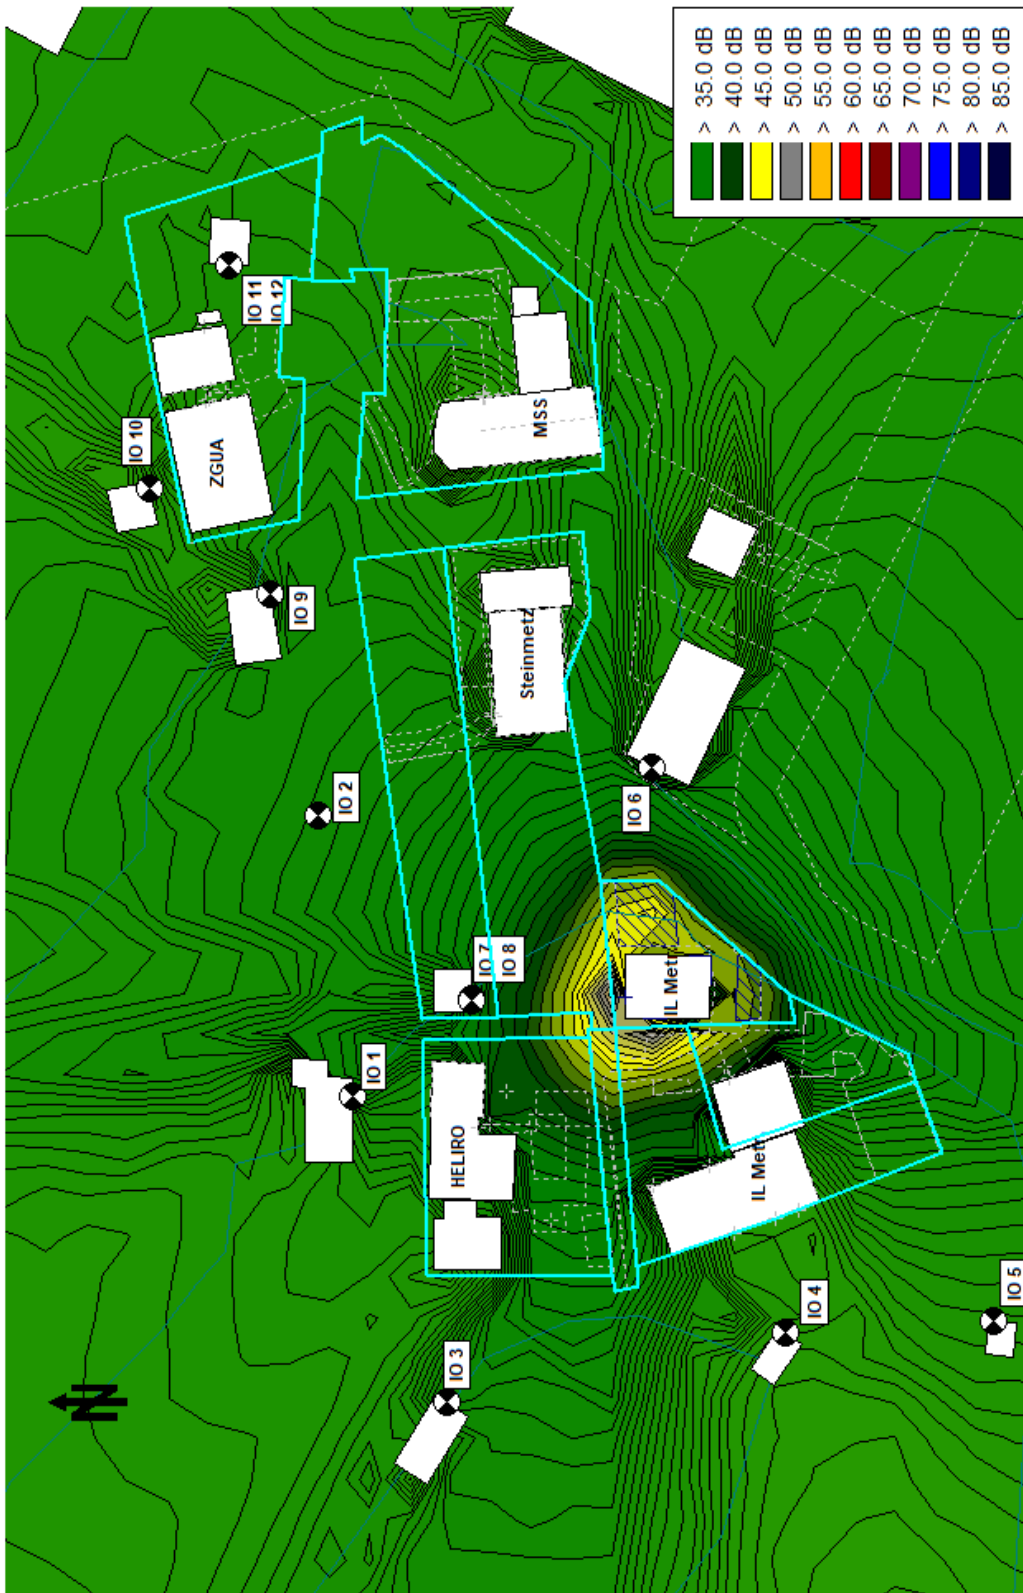 N
IO 3
IO 1
IO 4
IO 5
HELIRO
IL Metr
IL Metr
IO 7
IO 8
IO 2
IO 6
Steinmetz
IO 9
IO 10
ZGUA
MSS
IO 11
IO 12
> 35.0 dB
> 40.0 dB
> 45.0 dB
> 50.0 dB
> 55.0 dB
> 60.0 dB
> 65.0 dB
> 70.0 dB
> 75.0 dB
> 80.0 dB
> 85.0 dB